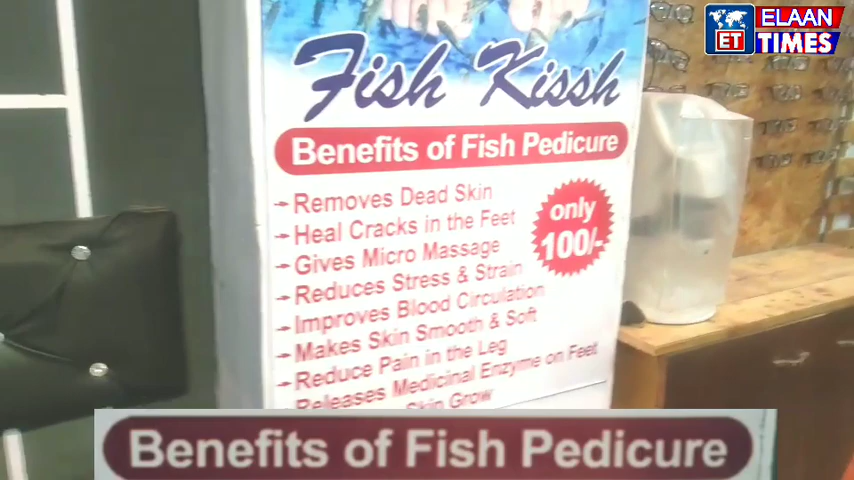 ELAAN
ET TIMES
Fish Kissh
Benefits of Fish Pedicure
Removes Dead Skin
Heal Cracks in the Feet
Gives Micro Massage
Reduces Stress & Strain
Improves Blood Circulation
Makes Skin Smooth & Soft
Reduce Pain in the Leg
Releases Medicinal Enzyme on Feet
Skin Grow
only
100/-
Benefits of Fish Pedicure